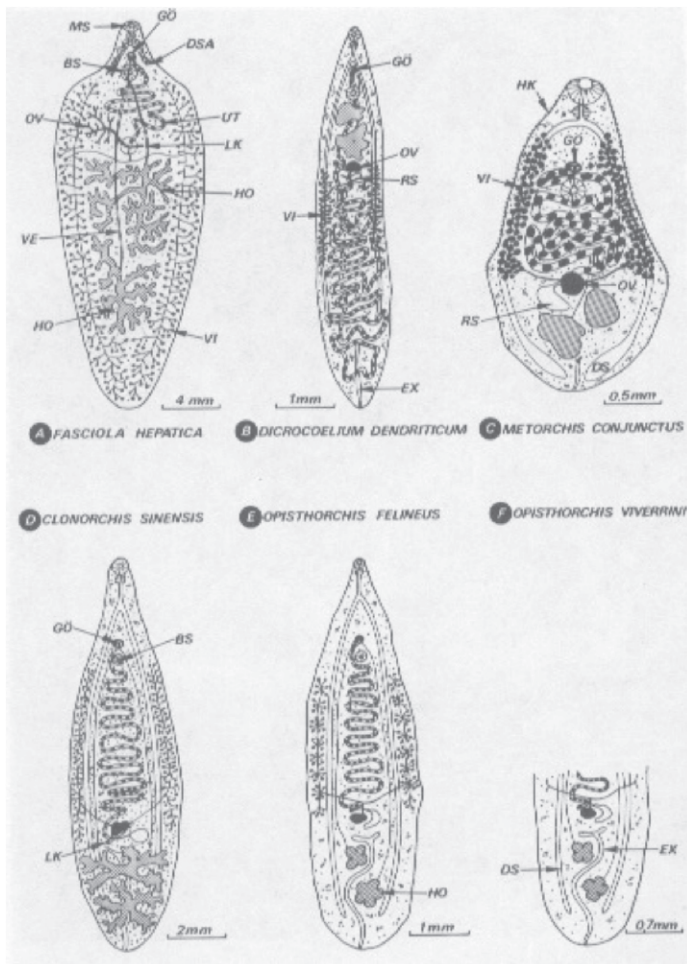 GÖ
MS
DSA
BS
OV
UT
LK
HO
VE
HO
VI
4 mm
A FASCIOLA HEPATICA
GÖ
OV
RS
VI
EX
1mm
B DICROCOELIUM DENDRITICUM
HK
GÖ
VI
OV
RS
DS
0,5mm
C METORCHIS CONJUNCTUS
D CLONORCHIS SINENSIS
E OPISTHORCHIS FELINEUS
F OPISTHORCHIS VIVERRINI
GÖ
BS
LK
2mm
HO
1mm
EX
DS
0,7mm